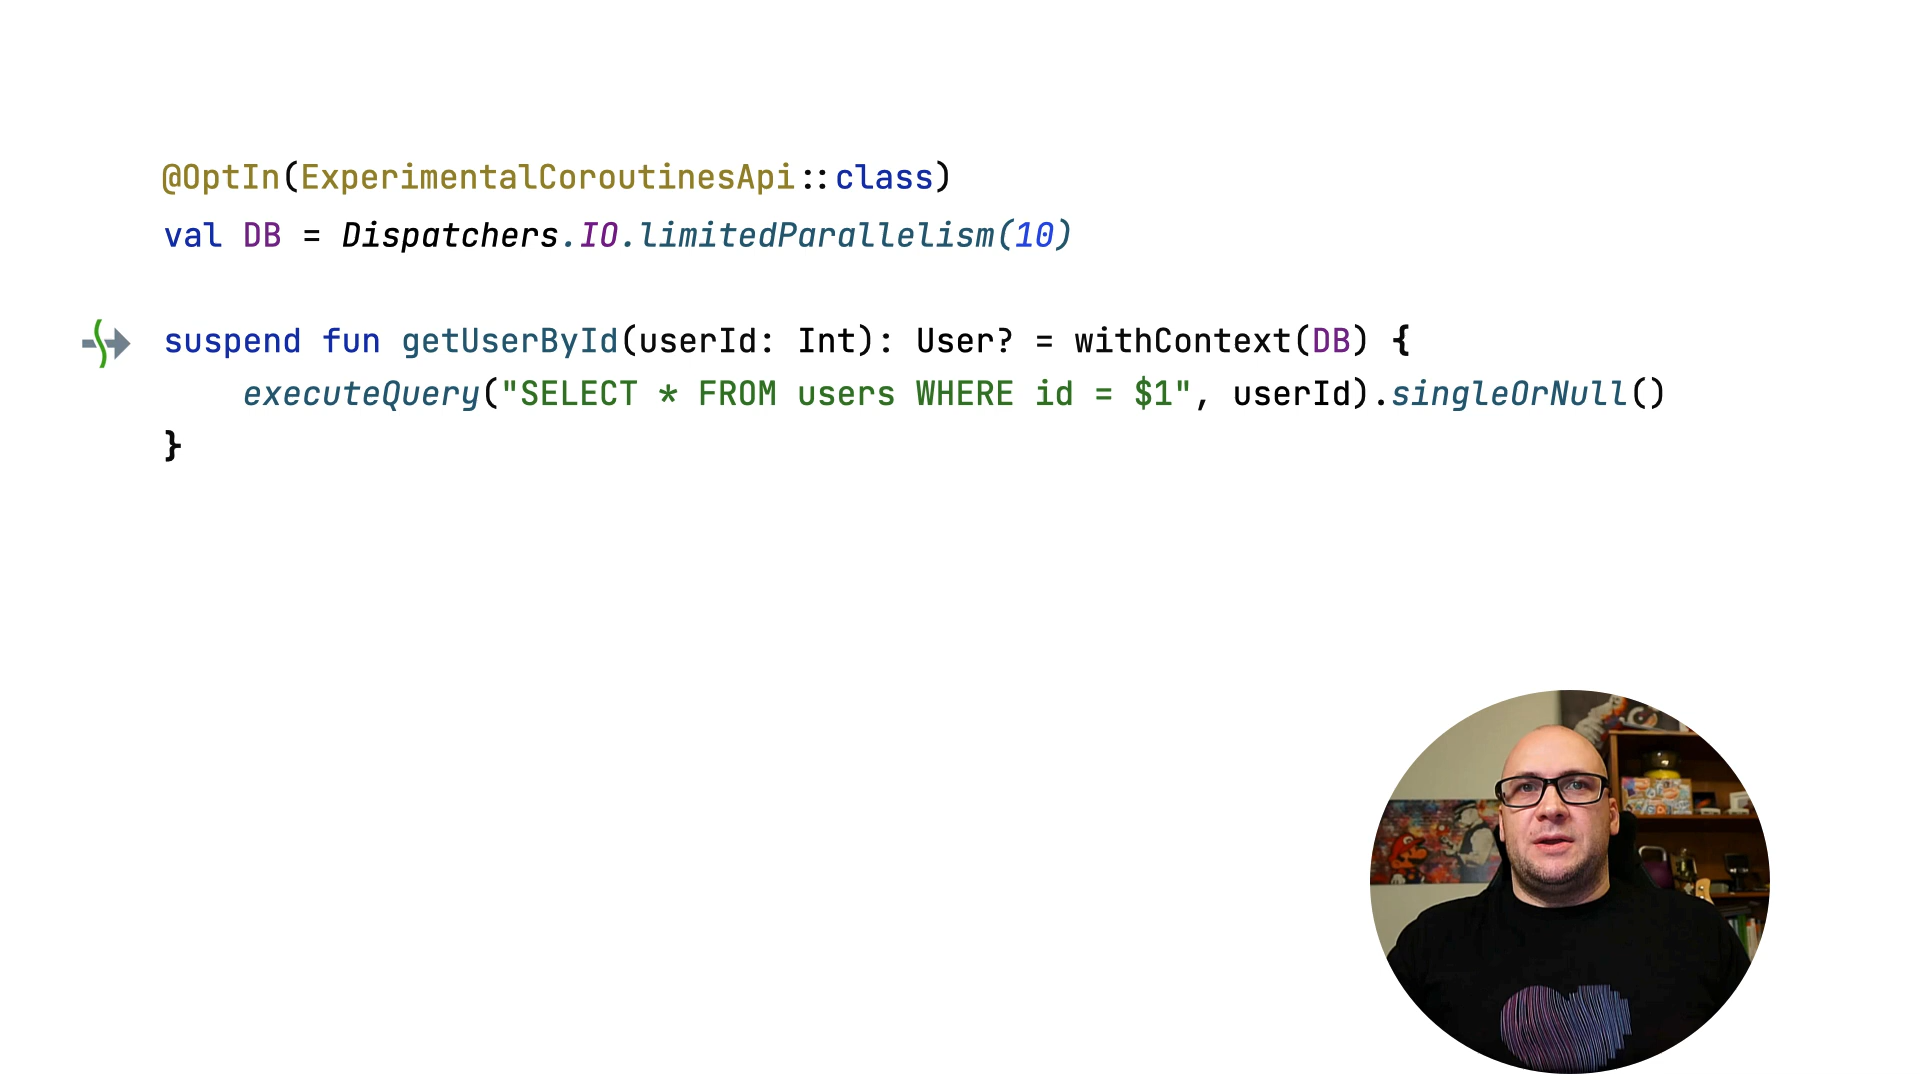 @OptIn(ExperimentalCoroutinesApi::class)
val DB = Dispatchers.IO.limitedParallelism(10)
suspend fun getUserById(userId: Int): User? = withContext(DB) {
executeQuery("SELECT * FROM users WHERE id = $1", userId).singleOrNull()
}